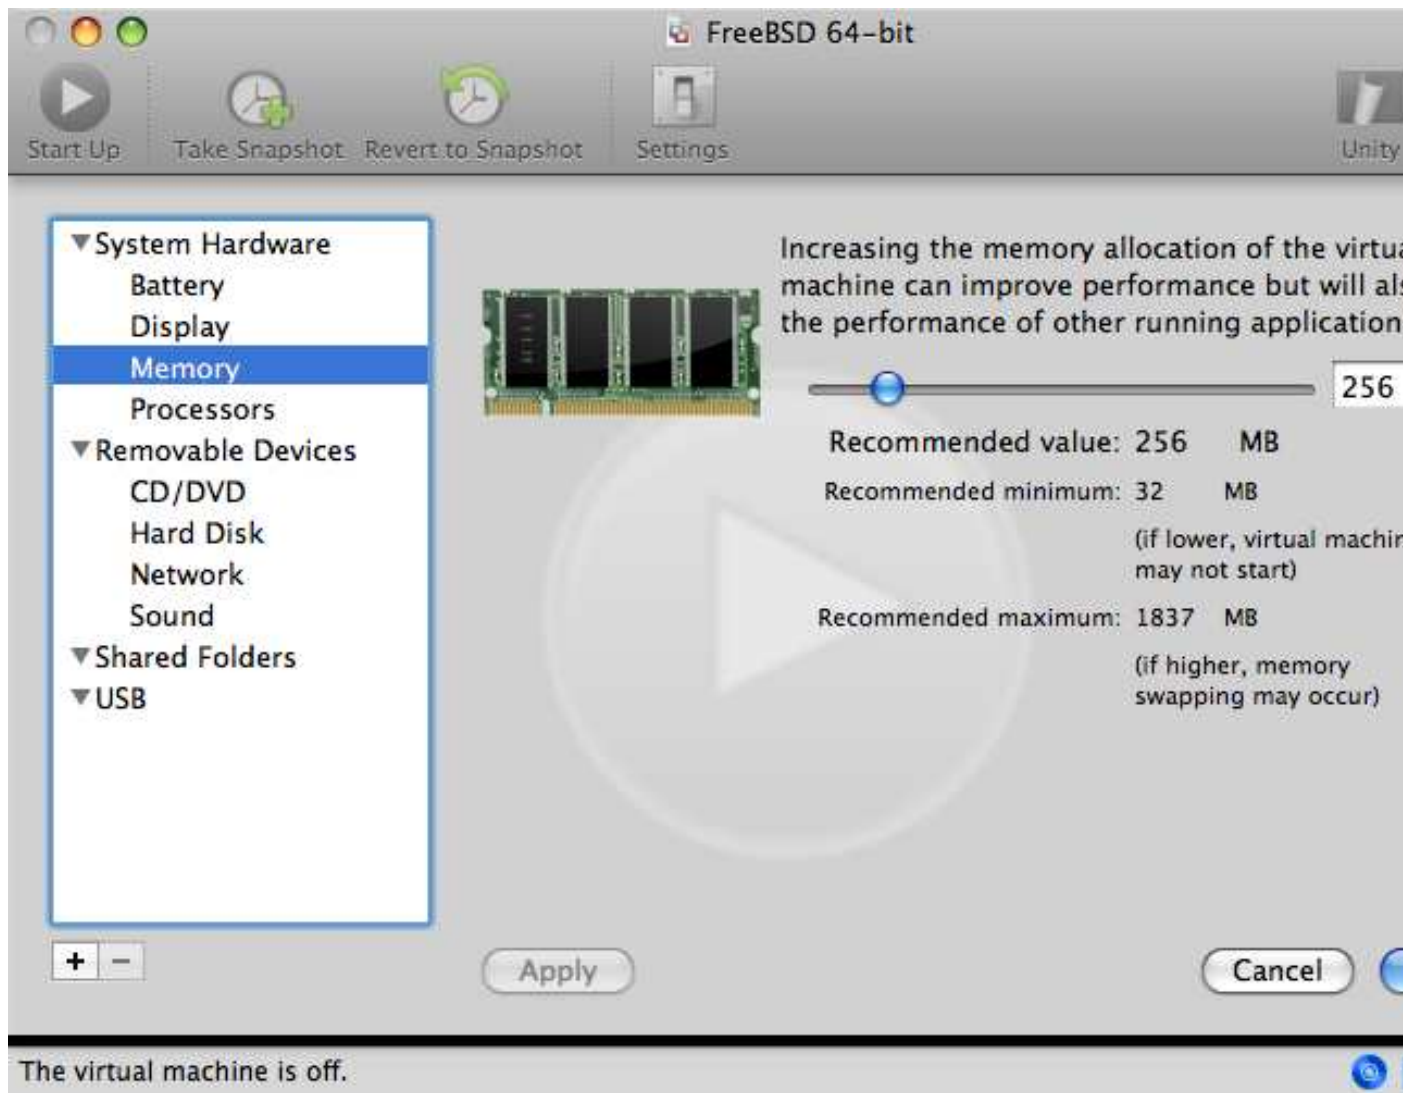 FreeBSD 64-bit
Start Up
Take Snapshot
Revert to Snapshot
Settings
Unity
System Hardware
Battery
Display
Memory
Processors
Removable Devices
CD/DVD
Hard Disk
Network
Sound
Shared Folders
USB
Increasing the memory allocation of the virtua
machine can improve performance but will als
the performance of other running application
256
Recommended value: 256 MB
Recommended minimum: 32 MB
(if lower, virtual machin
may not start)
Recommended maximum: 1837 MB
(if higher, memory
swapping may occur)
+ −
Apply
Cancel
The virtual machine is off.